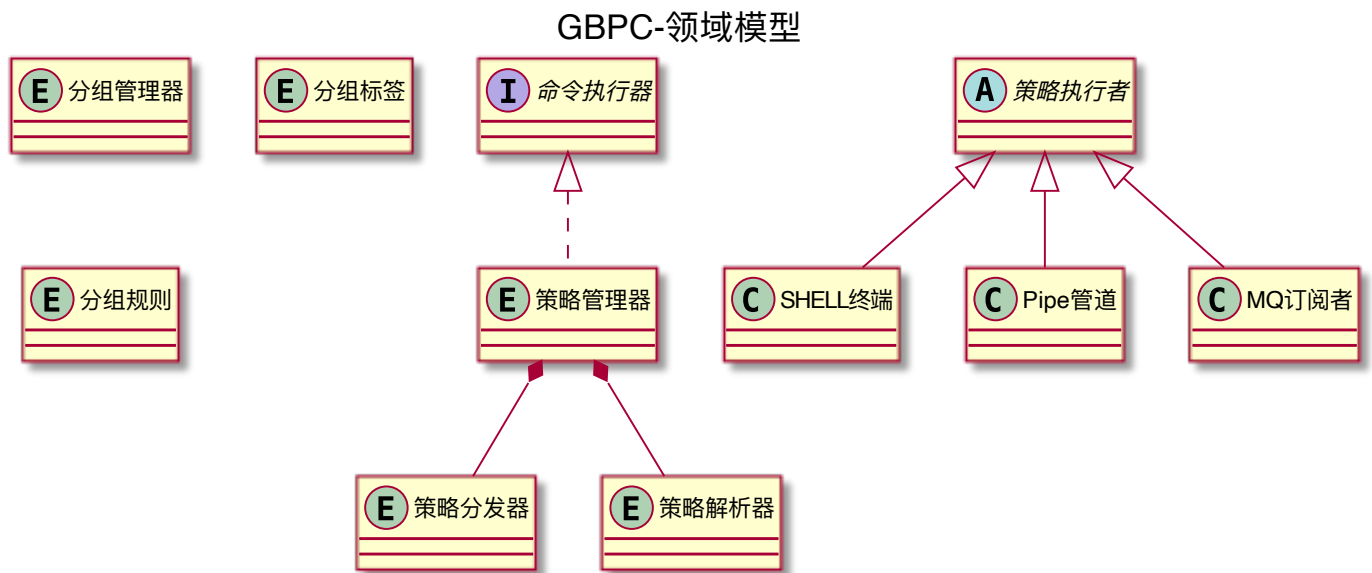 GBPC-领域模型
E 分组管理器
E 分组标签
I 命令执行器
A 策略执行者
E 分组规则
E 策略管理器
C SHELL终端
C Pipe管道
C MQ订阅者
E 策略分发器
E 策略解析器